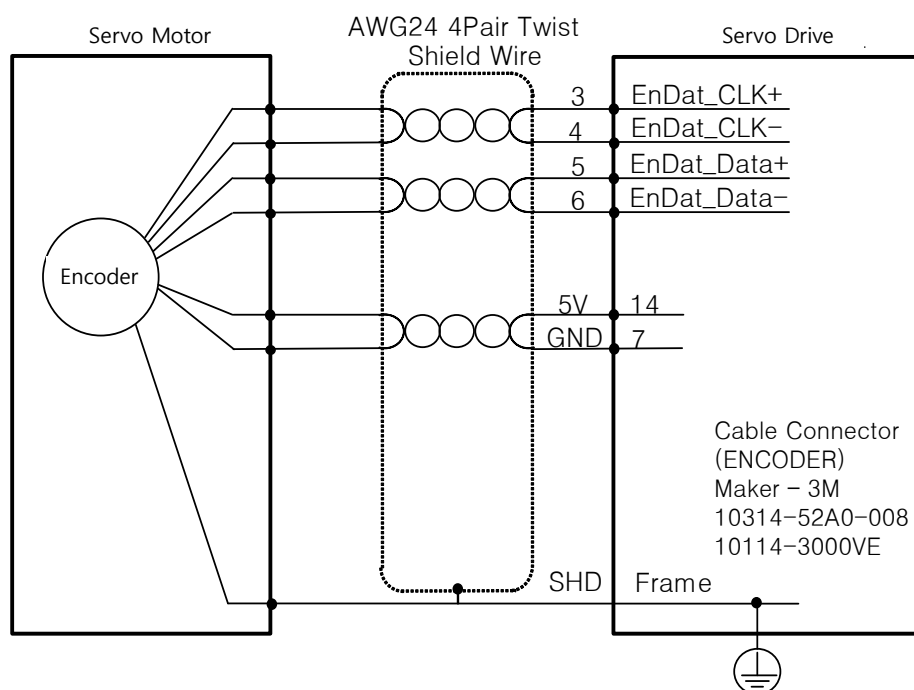 Servo Motor
AWG24 4Pair Twist
Shield Wire
Servo Drive
3 EnDat_CLK+
4 EnDat_CLK-
5 EnDat_Data+
6 EnDat_Data-
Encoder
5V 14
GND 7
Cable Connector
(ENCODER)
Maker - 3M
10314-52A0-008
10114-3000VE
SHD Frame